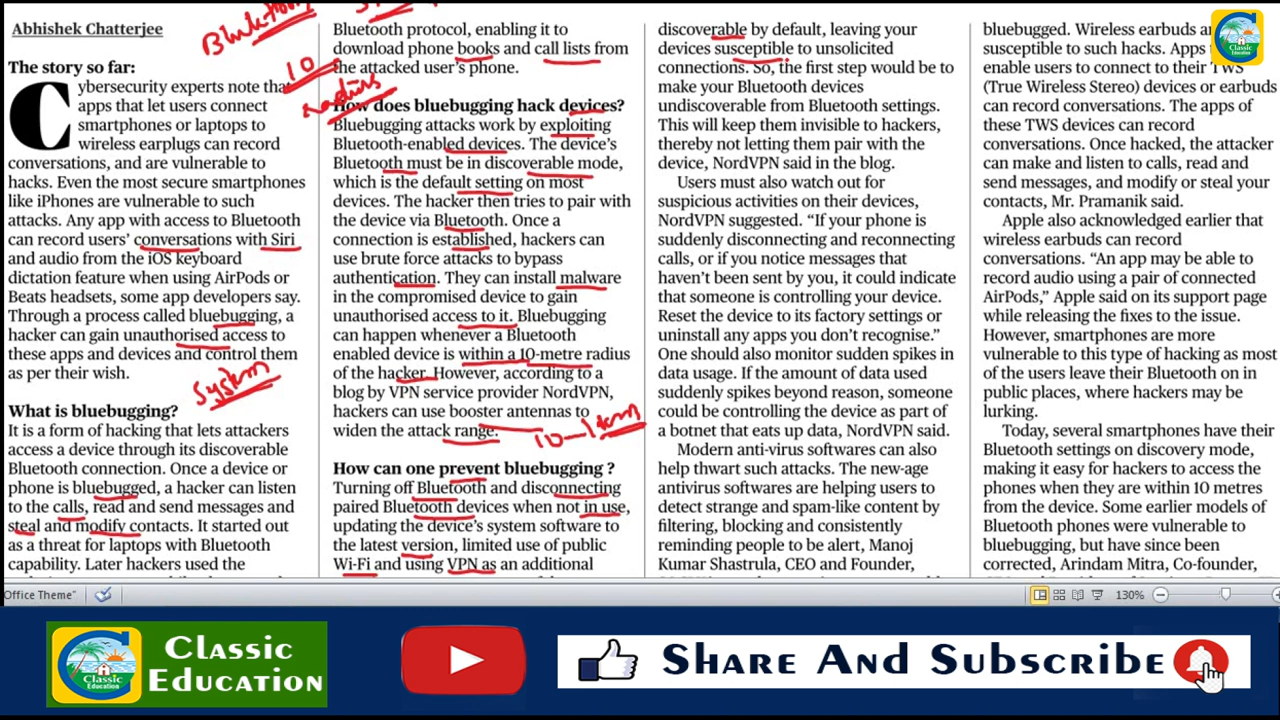 Abhishek Chatterjee
The story so far:
Cybersecurity experts note that
apps that let users connect
smartphones or laptops to
wireless earplugs can record
conversations, and are vulnerable to
hacks. Even the most secure smartphones
like iPhones are vulnerable to such
attacks. Any app with access to Bluetooth
can record users’ conversations with Siri
and audio from the iOS keyboard
dictation feature when using AirPods or
Beats headsets, some app developers say.
Through a process called bluebugging, a
hacker can gain unauthorised access to
these apps and devices and control them
as per their wish.
System
What is bluebugging?
It is a form of hacking that lets attackers
access a device through its discoverable
Bluetooth connection. Once a device or
phone is bluebugged, a hacker can listen
to the calls, read and send messages and
steal and modify contacts. It started out
as a threat for laptops with Bluetooth
capability. Later hackers used the
Bluetooth
10
radius
Bluetooth protocol, enabling it to
download phone books and call lists from
the attacked user’s phone.
How does bluebugging hack devices?
Bluebugging attacks work by exploiting
Bluetooth-enabled devices. The device’s
Bluetooth must be in discoverable mode,
which is the default setting on most
devices. The hacker then tries to pair with
the device via Bluetooth. Once a
connection is established, hackers can
use brute force attacks to bypass
authentication. They can install malware
in the compromised device to gain
unauthorised access to it. Bluebugging
can happen whenever a Bluetooth
enabled device is within a 10-metre radius
of the hacker. However, according to a
blog by VPN service provider NordVPN,
hackers can use booster antennas to
widen the attack range.
How can one prevent bluebugging ?
Turning off Bluetooth and disconnecting
paired Bluetooth devices when not in use,
updating the device’s system software to
the latest version, limited use of public
Wi-Fi and using VPN as an additional
discoverable by default, leaving your
devices susceptible to unsolicited
connections. So, the first step would be to
make your Bluetooth devices
undiscoverable from Bluetooth settings.
This will keep them invisible to hackers,
thereby not letting them pair with the
device, NordVPN said in the blog.
Users must also watch out for
suspicious activities on their devices,
NordVPN suggested. “If your phone is
suddenly disconnecting and reconnecting
calls, or if you notice messages that
haven’t been sent by you, it could indicate
that someone is controlling your device.
Reset the device to its factory settings or
uninstall any apps you don’t recognise.”
One should also monitor sudden spikes in
data usage. If the amount of data used
suddenly spikes beyond reason, someone
could be controlling the device as part of
a botnet that eats up data, NordVPN said.
Modern anti-virus softwares can also
help thwart such attacks. The new-age
antivirus softwares are helping users to
detect strange and spam-like content by
filtering, blocking and consistently
reminding people to be alert, Manoj
Kumar Shastrula, CEO and Founder,
bluebugged. Wireless earbuds
susceptible to such hacks. Apps
enable users to connect to their TWS
(True Wireless Stereo) devices or earbuds
can record conversations. The apps of
these TWS devices can record
conversations. Once hacked, the attacker
can make and listen to calls, read and
send messages, and modify or steal your
contacts, Mr. Pramanik said.
Apple also acknowledged earlier that
wireless earbuds can record
conversations. “An app may be able to
record audio using a pair of connected
AirPods,” Apple said on its support page
while releasing the fixes to the issue.
However, smartphones are more
vulnerable to this type of hacking as most
of the users leave their Bluetooth on in
public places, where hackers may be
lurking.
Today, several smartphones have their
Bluetooth settings on discovery mode,
making it easy for hackers to access the
phones when they are within 10 metres
from the device. Some earlier models of
Bluetooth phones were vulnerable to
bluebugging, but have since been
corrected, Arindam Mitra, Co-founder,
Classic
Education
Office Theme”
130%
Classic
Education
Classic
Education
Share And Subscribe